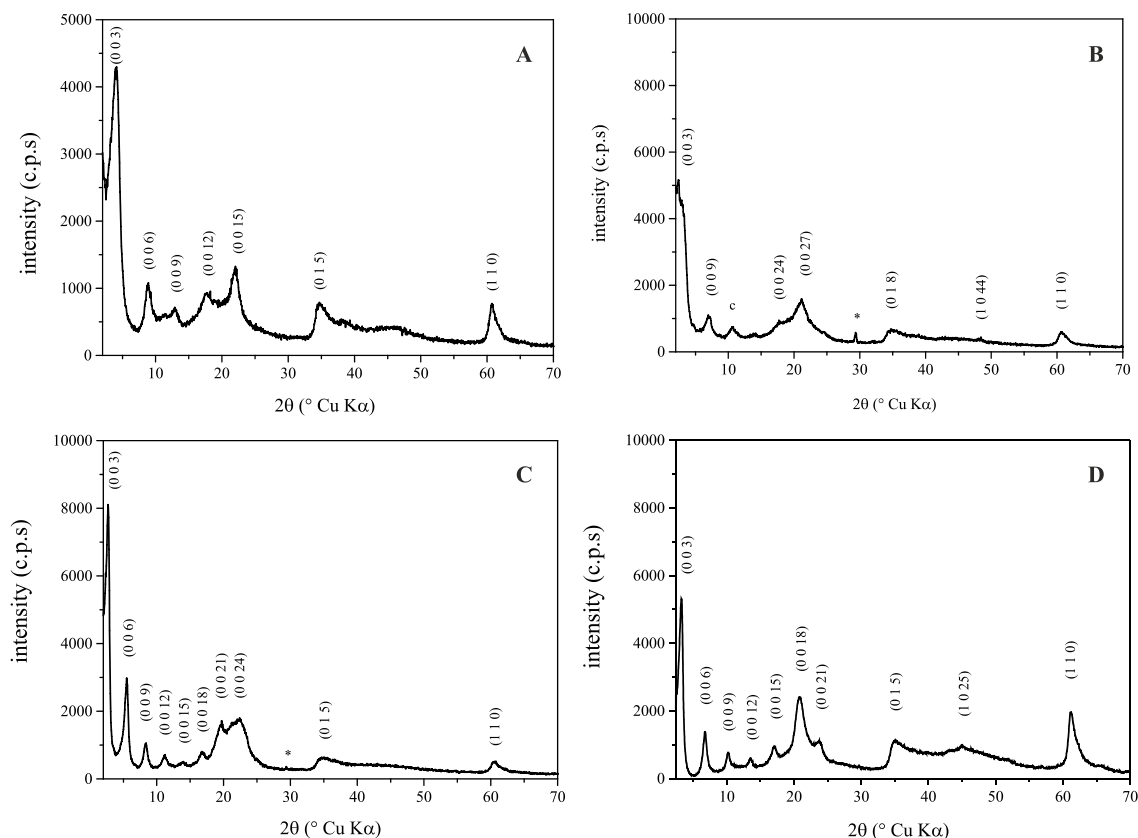 A
intensity (c.p.s)
5000
4000
3000
2000
1000
0
(0 0 3)
(0 0 6)
(0 0 9)
(0 0 12)
(0 0 15)
(0 1 5)
(1 1 0)
10 20 30 40 50 60 70
2θ (° Cu Kα)
B
intensity (c.p.s)
10000
8000
6000
4000
2000
0
(0 0 3)
(0 0 9)
c
(0 0 24)
(0 0 27)
*
(0 1 8)
(1 0 44)
(1 1 0)
10 20 30 40 50 60 70
2θ (° Cu Kα)
C
intensity (c.p.s)
10000
8000
6000
4000
2000
0
(0 0 3)
(0 0 6)
(0 0 9)
(0 0 12)
(0 0 15)
(0 0 18)
(0 0 21)
(0 0 24)
*
(0 1 5)
(1 1 0)
10 20 30 40 50 60 70
2θ (° Cu Kα)
D
intensity (c.p.s)
10000
8000
6000
4000
2000
0
(0 0 3)
(0 0 6)
(0 0 9)
(0 0 12)
(0 0 15)
(0 0 18)
(0 0 21)
(0 1 5)
(1 0 25)
(1 1 0)
10 20 30 40 50 60 70
2θ (° Cu Kα)